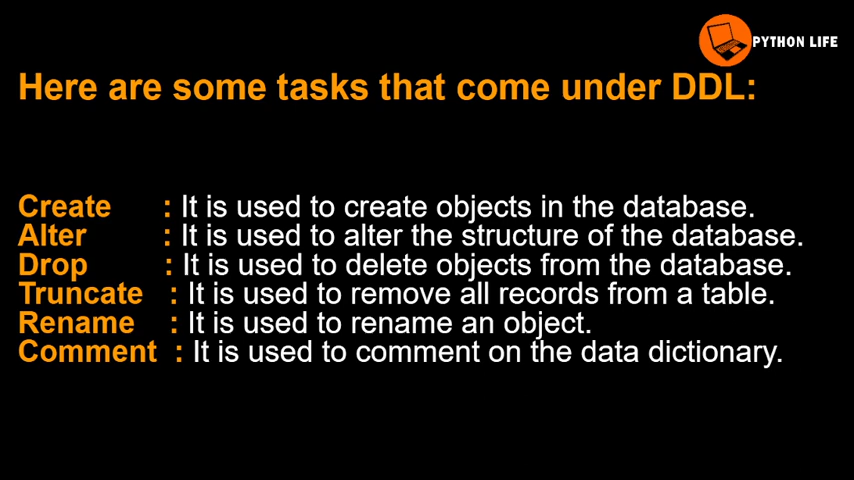 PYTHON LIFE
Here are some tasks that come under DDL:
Create : It is used to create objects in the database.
Alter : It is used to alter the structure of the database.
Drop : It is used to delete objects from the database.
Truncate : It is used to remove all records from a table.
Rename : It is used to rename an object.
Comment : It is used to comment on the data dictionary.